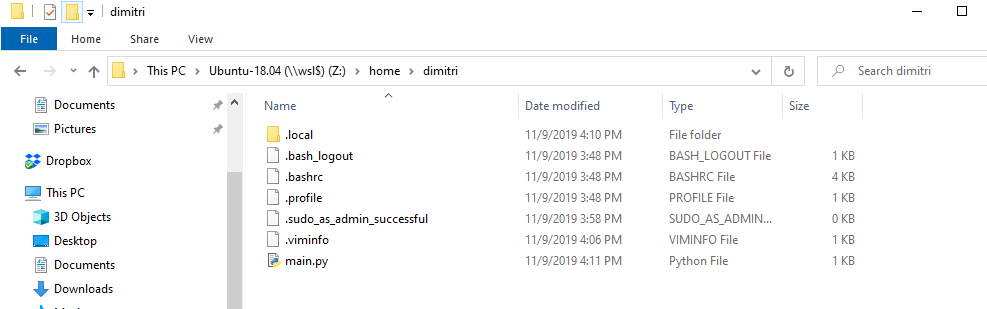 dimitri
File Home Share View
This PC Ubuntu-18.04 (\\wsl$) (Z:) home dimitri Search dimitri
Documents
Pictures
Dropbox
This PC
3D Objects
Desktop
Documents
Downloads
Name Date modified Type Size
.local 11/9/2019 4:10 PM File folder
.bash_logout 11/9/2019 3:48 PM BASH_LOGOUT File 1 KB
.bashrc 11/9/2019 3:48 PM BASHRC File 4 KB
.profile 11/9/2019 3:48 PM PROFILE File 1 KB
.sudo_as_admin_successful 11/9/2019 3:58 PM SUDO_AS_ADMIN... 0 KB
.viminfo 11/9/2019 4:06 PM VIMINFO File 1 KB
main.py 11/9/2019 4:11 PM Python File 1 KB